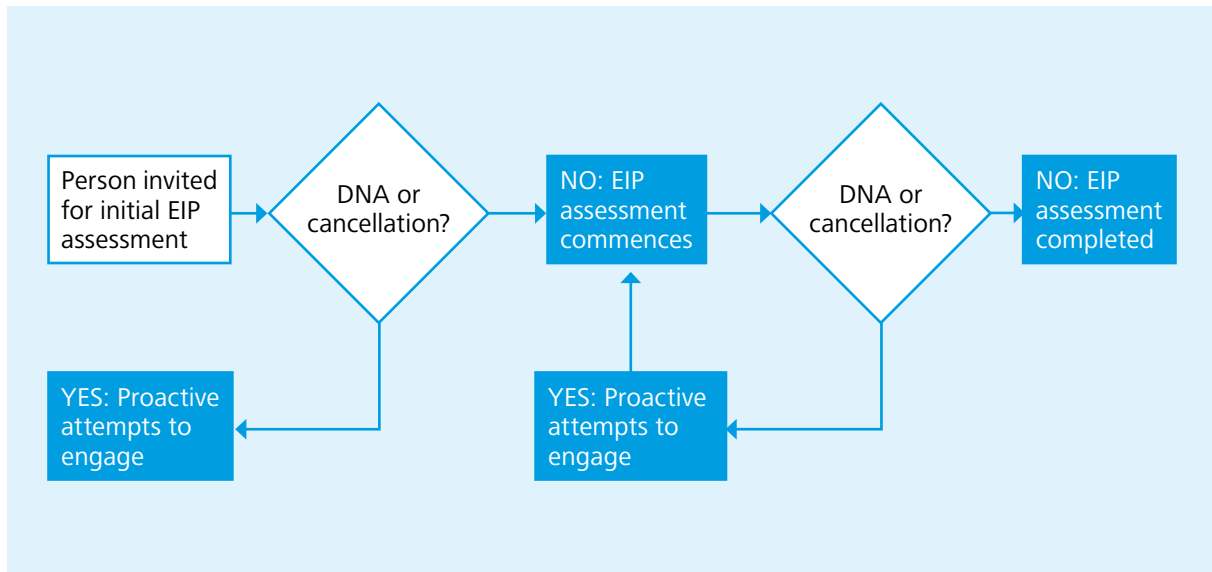 Person invited
for initial EIP
assessment
DNA or
cancellation?
NO: EIP
assessment
commences
DNA or
cancellation?
NO: EIP
assessment
completed
YES: Proactive
attempts to
engage
YES: Proactive
attempts to
engage